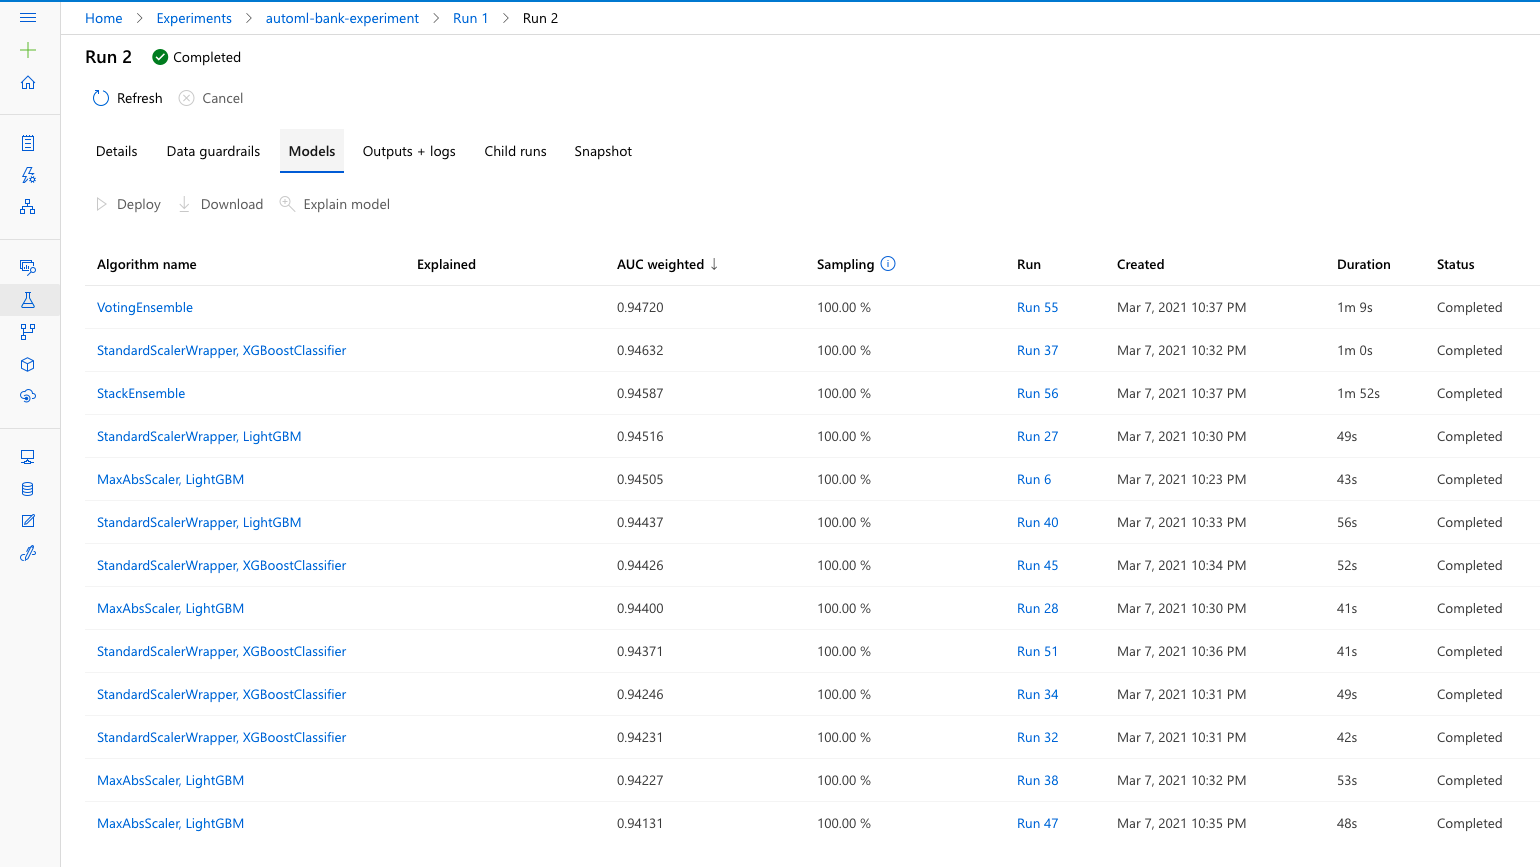 Home > Experiments > automl-bank-experiment > Run 1 > Run 2
Run 2 Completed
Refresh Cancel
Details Data guardrails Models Outputs + logs Child runs Snapshot
Deploy Download Explain model
Algorithm name Explained AUC weighted ↓ Sampling Run Created Duration Status
VotingEnsemble 0.94720 100.00 % Run 55 Mar 7, 2021 10:37 PM 1m 9s Completed
StandardScalerWrapper, XGBoostClassifier 0.94632 100.00 % Run 37 Mar 7, 2021 10:32 PM 1m 0s Completed
StackEnsemble 0.94587 100.00 % Run 56 Mar 7, 2021 10:37 PM 1m 52s Completed
StandardScalerWrapper, LightGBM 0.94516 100.00 % Run 27 Mar 7, 2021 10:30 PM 49s Completed
MaxAbsScaler, LightGBM 0.94505 100.00 % Run 6 Mar 7, 2021 10:23 PM 43s Completed
StandardScalerWrapper, LightGBM 0.94437 100.00 % Run 40 Mar 7, 2021 10:33 PM 56s Completed
StandardScalerWrapper, XGBoostClassifier 0.94426 100.00 % Run 45 Mar 7, 2021 10:34 PM 52s Completed
MaxAbsScaler, LightGBM 0.94400 100.00 % Run 28 Mar 7, 2021 10:30 PM 41s Completed
StandardScalerWrapper, XGBoostClassifier 0.94371 100.00 % Run 51 Mar 7, 2021 10:36 PM 41s Completed
StandardScalerWrapper, XGBoostClassifier 0.94246 100.00 % Run 34 Mar 7, 2021 10:31 PM 49s Completed
StandardScalerWrapper, XGBoostClassifier 0.94231 100.00 % Run 32 Mar 7, 2021 10:31 PM 42s Completed
MaxAbsScaler, LightGBM 0.94227 100.00 % Run 38 Mar 7, 2021 10:32 PM 53s Completed
MaxAbsScaler, LightGBM 0.94131 100.00 % Run 47 Mar 7, 2021 10:35 PM 48s Completed